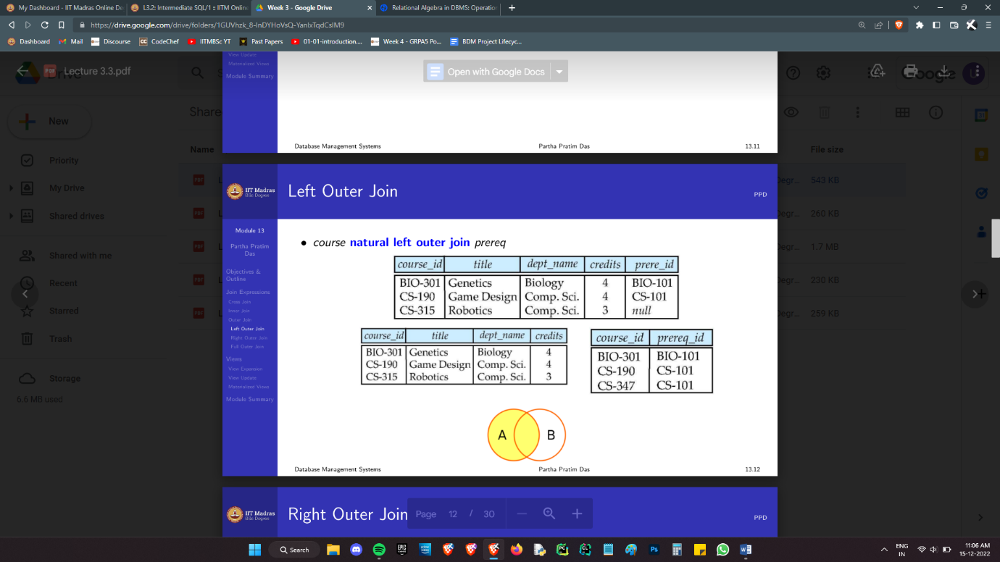 My Dashboard - IIT Madras Online De
L3.2: Intermediate SQL/1 :: IITM Onlin
Week 3 - Google Drive
Relational Algebra in DBMS: Operation
https://drive.google.com/drive/folders/1GUVhzk_8-lnDYHoVsQ-YanlxTqdCslM9
Dashboard
Mail
Discourse
CodeChef
IITMBSc YT
Past Papers
01-01-introduction....
Week 4 - GRPA5 Po...
BDM Project Lifecyc...
Lecture 3.3.pdf
Open with Google Docs
Google
New
Priority
My Drive
Shared drives
Shared with me
Recent
Starred
Trash
Storage
6.6 MB used
Share
Name
File size
543 KB
260 KB
1.7 MB
230 KB
259 KB
View Update
Materialized Views
Module Summary
Database Management Systems
Partha Pratim Das
13.11
IIT Madras
BSc Degree
Left Outer Join
PPD
Module 13
Partha Pratim
Das
Objectives &
Outline
Join Expressions
Cross Join
Inner Join
Outer Join
Left Outer Join
Right Outer Join
Full Outer Join
Views
View Expansion
View Update
Materialized Views
Module Summary
• course natural left outer join prereq
course_id title dept_name credits prere_id
BIO-301 Genetics Biology 4 BIO-101
CS-190 Game Design Comp. Sci. 4 CS-101
CS-315 Robotics Comp. Sci. 3 null
course_id title dept_name credits
BIO-301 Genetics Biology 4
CS-190 Game Design Comp. Sci. 4
CS-315 Robotics Comp. Sci. 3
course_id prereq_id
BIO-301 BIO-101
CS-190 CS-101
CS-347 CS-101
A B
Database Management Systems
Partha Pratim Das
13.12
IIT Madras
BSc Degree
Right Outer Join
PPD
Page 12 / 30
Search
ENG
IN
11:06 AM
15-12-2022